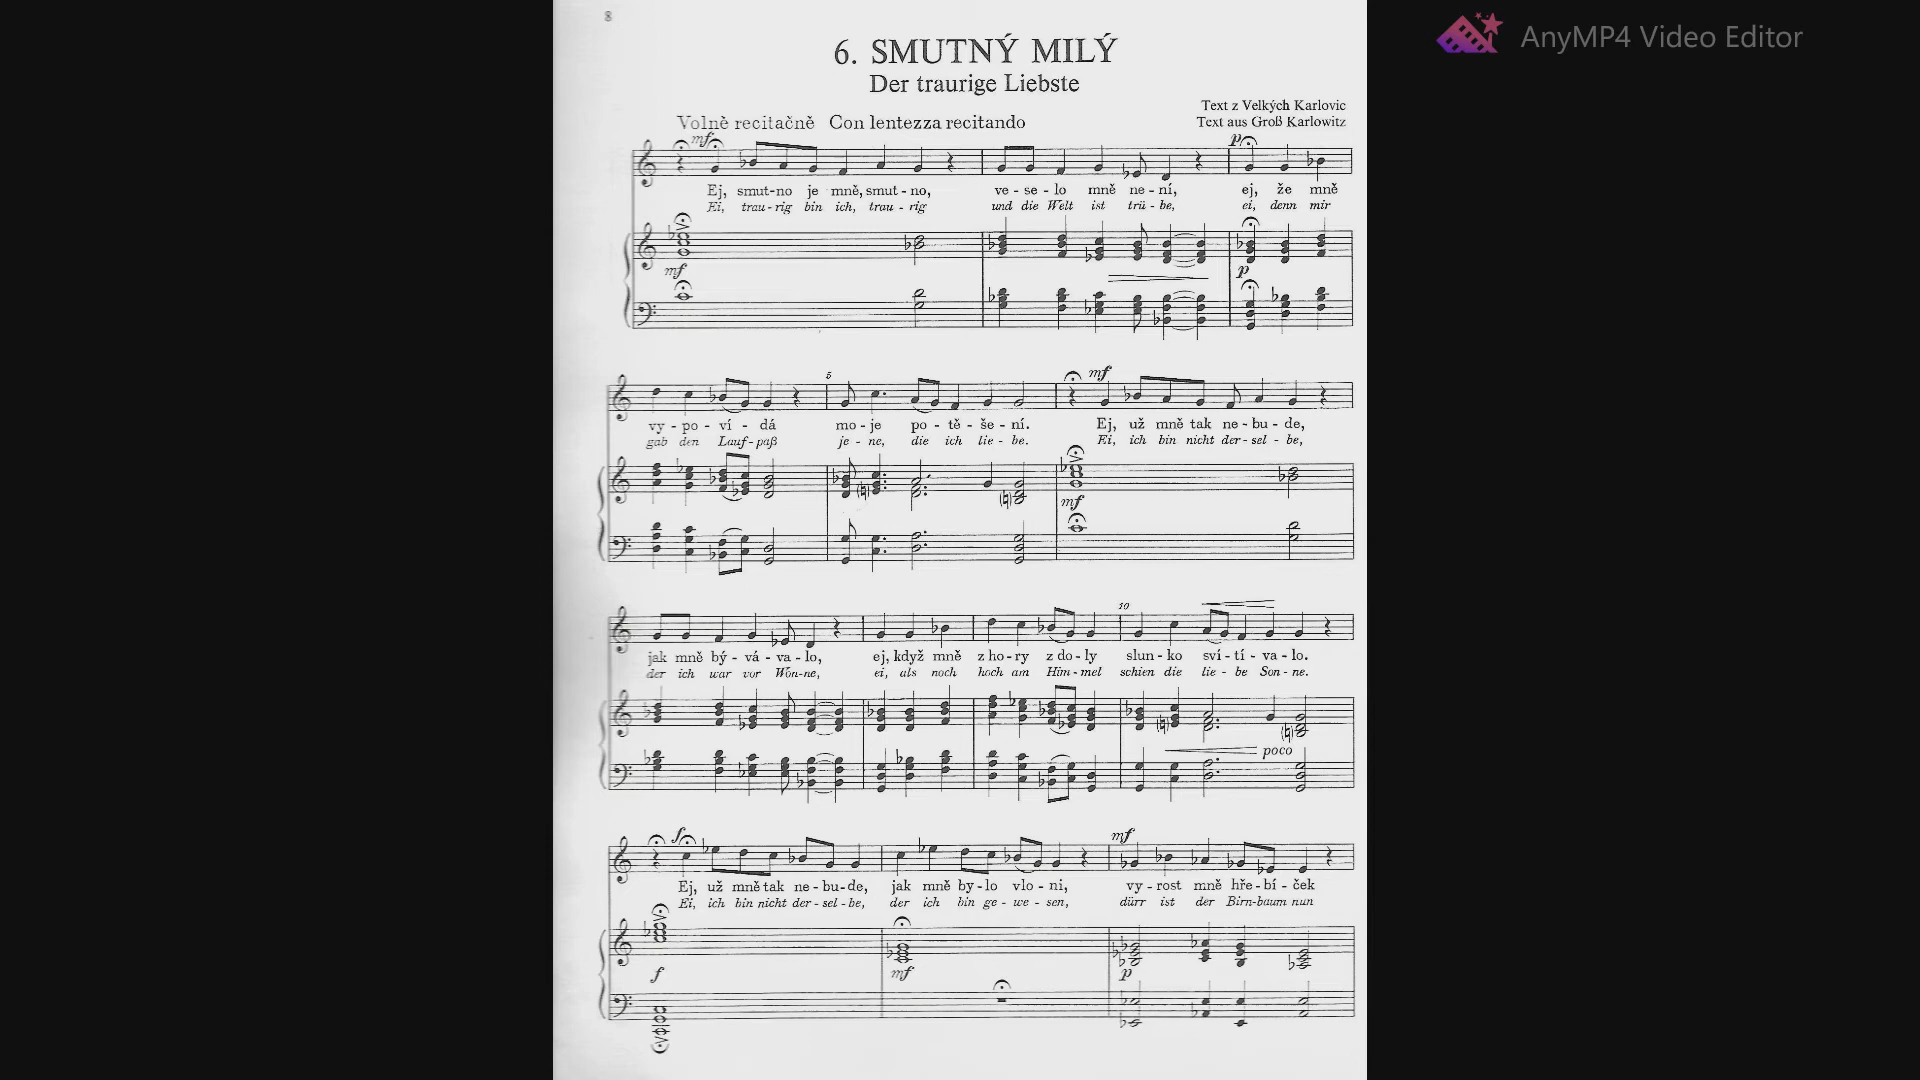 8
AnyMP4 Video Editor
6. SMUTNÝ MILÝ
Der traurige Liebste
Text z Velkých Karlovic
Volně recitačně Con lentezza recitando
Text aus Groß Karlowitz
mf p
Ej, smut-no je mně, smut-no, ve-se-lo mně ne-ní, ej, že mně
Ei, trau-rig bin ich, trau-rig und die Welt ist trü-be, ei, denn mir
mf p
5 mf
vy-po-ví-dá mo-je po-tě-še-ní. Ej, už mně tak ne-bu-de,
gab den Lauf-paß je-ne, die ich lie-be. Ei, ich bin nicht der-sel-be,
mf
10
jak mně bý-vá-va-lo, ej, když mně z ho-ry z do-ly slun-ko sví-tí-va-lo.
der ich war vor Won-ne, ei, als noch hoch am Him-mel schien die lie-be Son-ne.
poco
f mf
Ej, už mně tak ne-bu-de, jak mně by-lo vlo-ni, vy-rost mně hře-bí-ček
Ei, ich bin nicht der-sel-be, der ich bin ge-we-sen, dürr ist der Birn-baum nun
f mf p